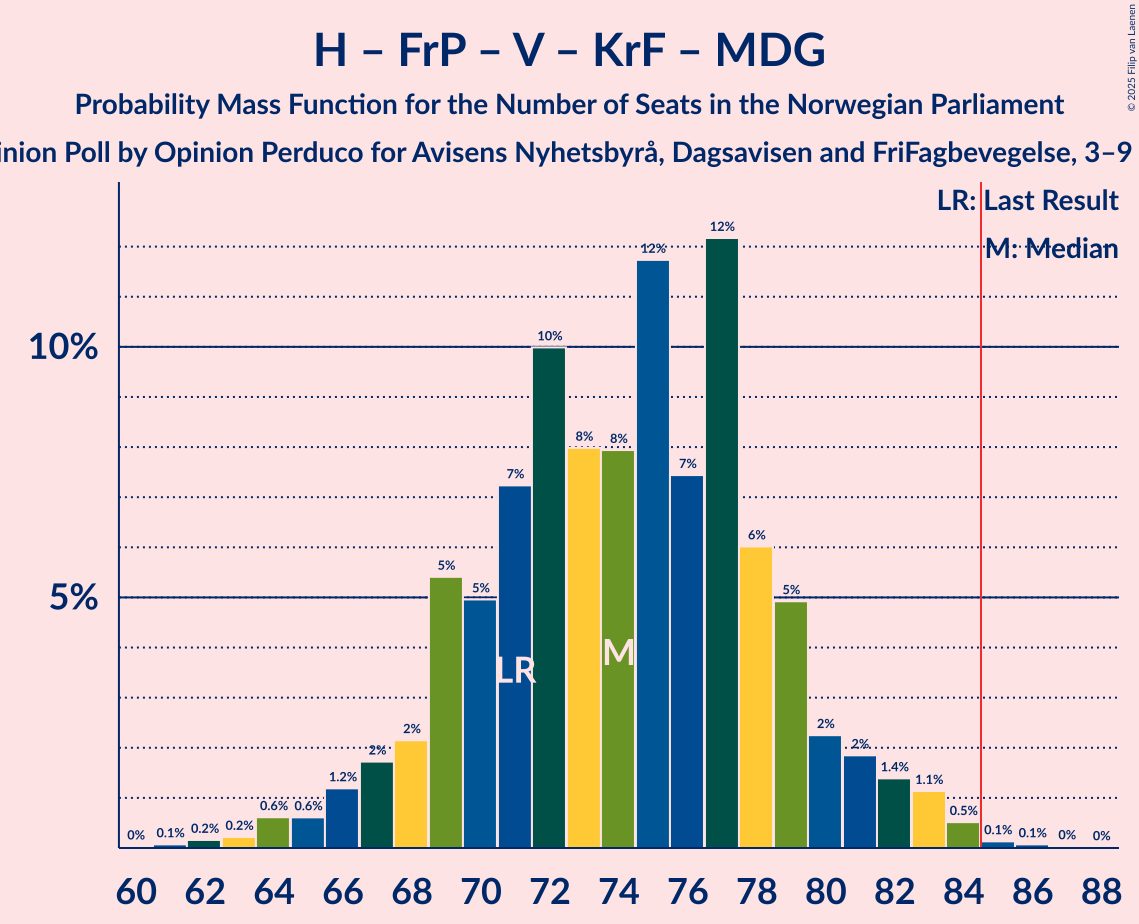 H – FrP – V – KrF – MDG
Probability Mass Function for the Number of Seats in the Norwegian Parliament
inion Poll by Opinion Perduco for Avisens Nyhetsbyrå, Dagsavisen and FriFagbevegelse, 3–9
© 2025 Filip van Laenen
LR: Last Result
M: Median
10%
5%
0% 0.1% 0.2% 0.2% 0.6% 0.6% 1.2% 2% 2% 5% 5% 7% 10% 8% 8% 12% 7% 12% 6% 5% 2% 2% 1.4% 1.1% 0.5% 0.1% 0.1% 0% 0%
LR M
60 62 64 66 68 70 72 74 76 78 80 82 84 86 88